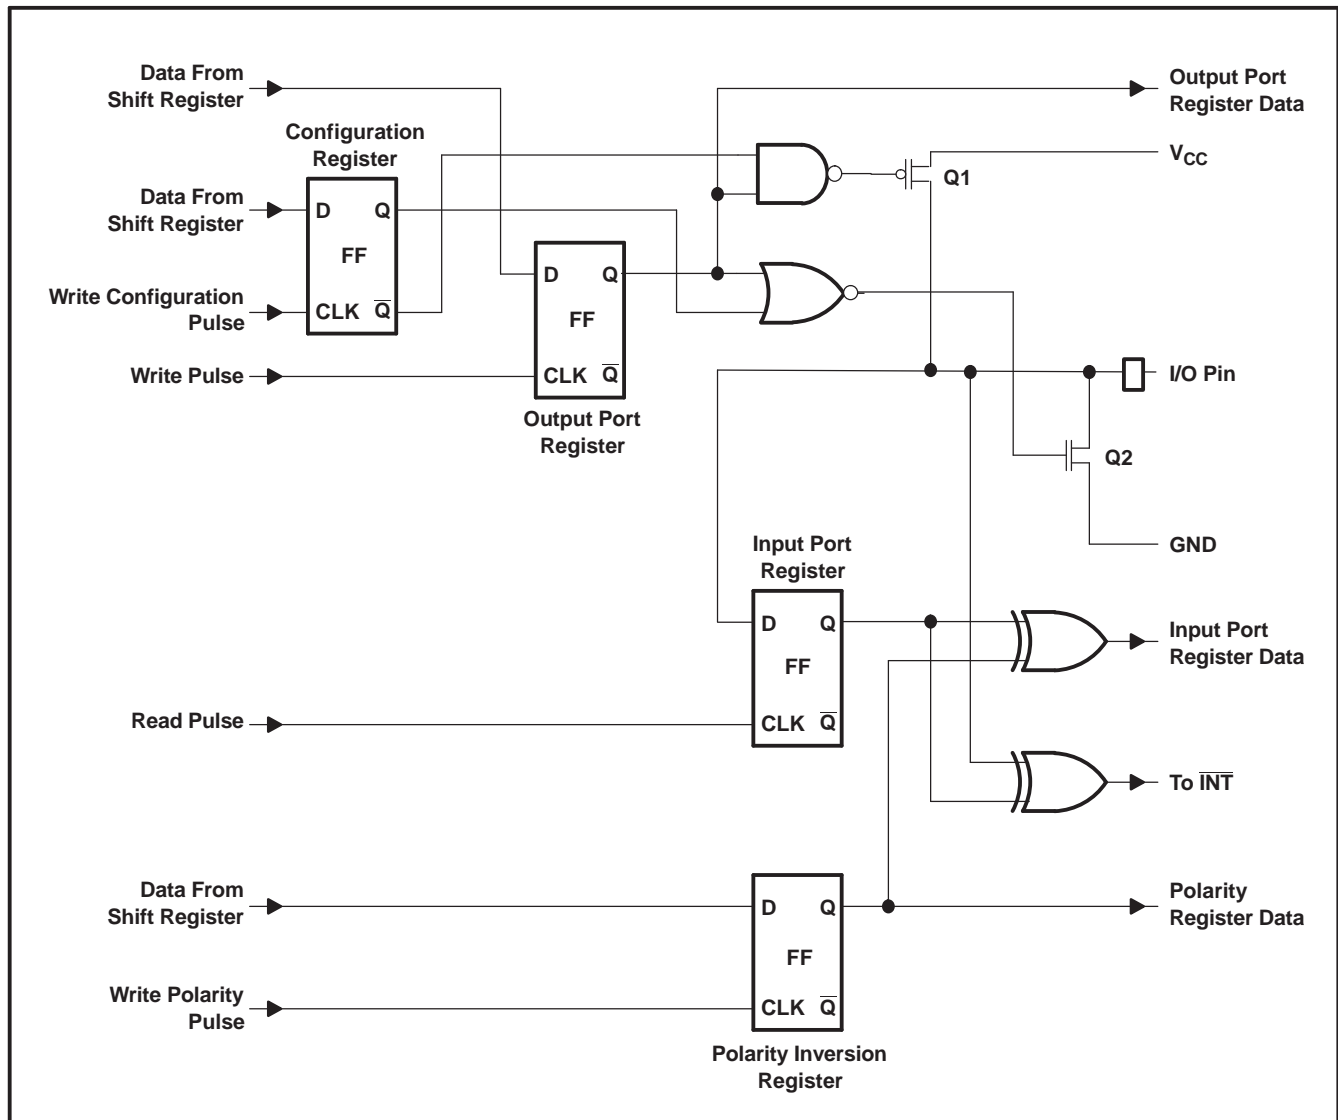 Data From
Shift Register
Output Port
Register Data
Configuration
Register
V<sub>CC</sub>
Q1
Data From
Shift Register
D
Q
FF
Write Configuration
Pulse
CLK
Q̅
D
Q
FF
CLK
Q̅
Write Pulse
I/O Pin
Output Port
Register
Q2
GND
Input Port
Register
D
Q
FF
CLK
Q̅
Input Port
Register Data
Read Pulse
To I̅N̅T̅
Data From
Shift Register
D
Q
FF
CLK
Q̅
Polarity
Register Data
Write Polarity
Pulse
Polarity Inversion
Register